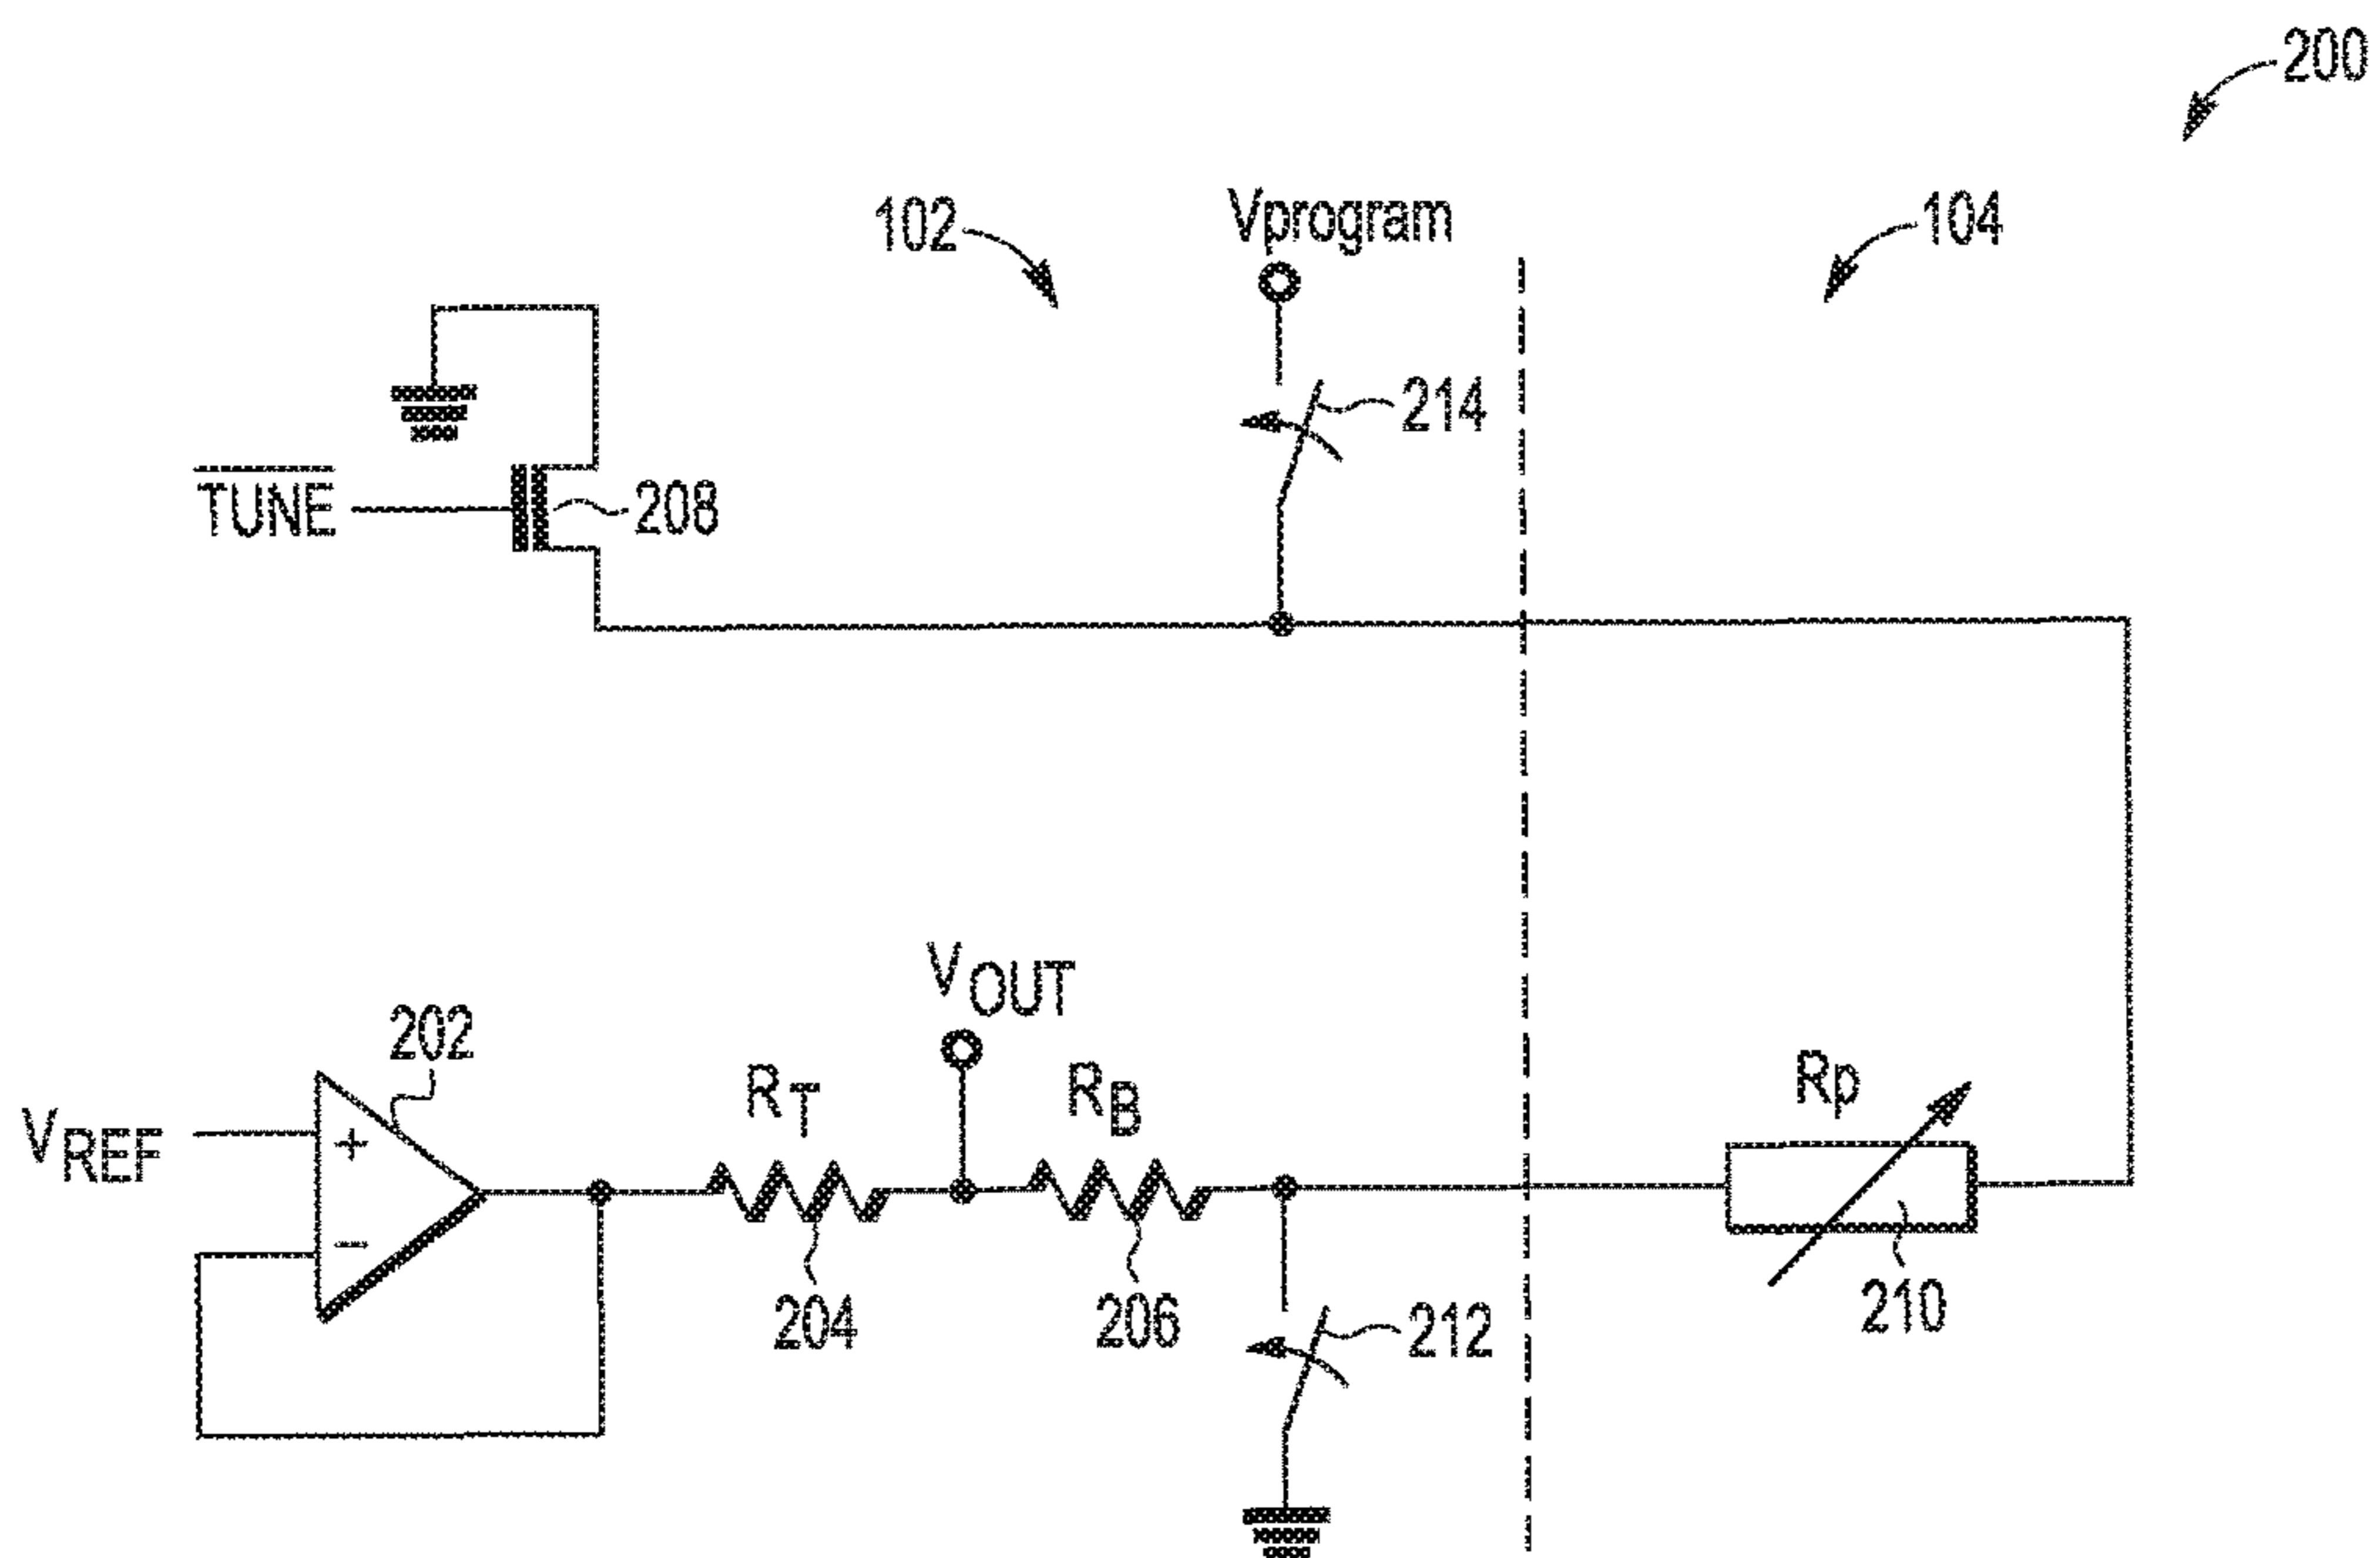 200
102
Vprogram
104
214
TUNE
208
VOUT
202
RT
RB
Rp
VREF
+
−
204
206
212
210